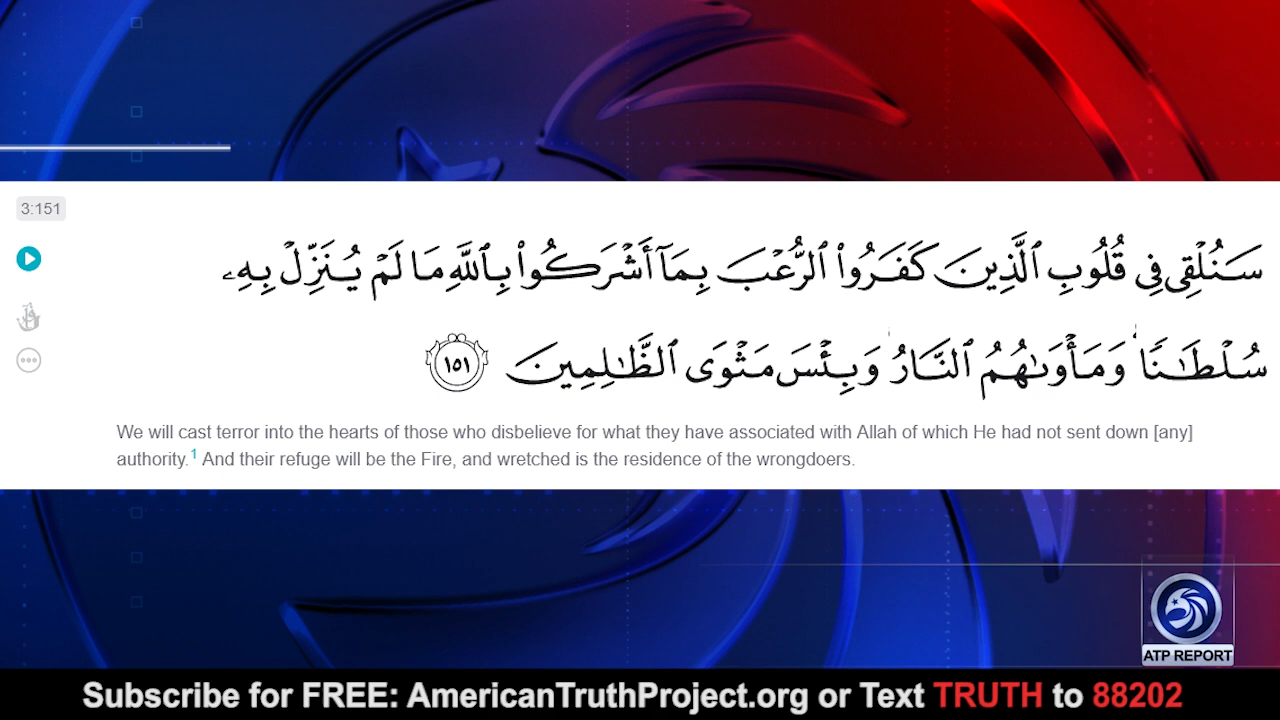 3:151
سَنُلْقِى فِى قُلُوبِ ٱلَّذِينَ كَفَرُوا۟ ٱلرُّعْبَ بِمَآ أَشْرَكُوا۟ بِٱللَّهِ مَا لَمْ يُنَزِّلْ بِهِۦ
سُلْطَـٰنًۭا ۖ وَمَأْوَىٰهُمُ ٱلنَّارُ ۚ وَبِئْسَ مَثْوَى ٱلظَّـٰلِمِينَ ١٥١
We will cast terror into the hearts of those who disbelieve for what they have associated with Allah of which He had not sent down [any]
authority.1 And their refuge will be the Fire, and wretched is the residence of the wrongdoers.
ATP REPORT
Subscribe for FREE: AmericanTruthProject.org or Text TRUTH to 88202